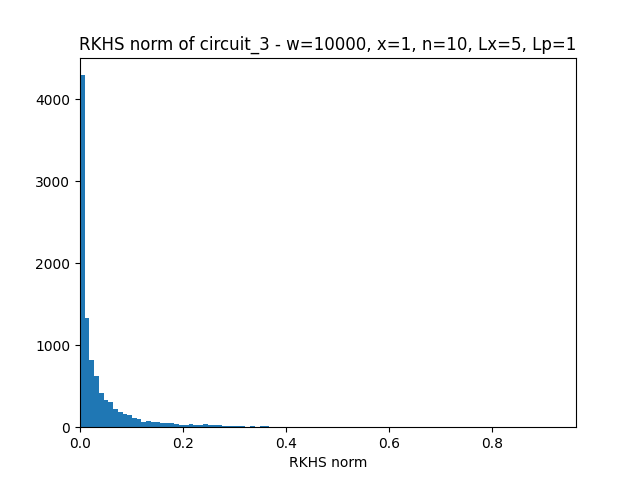 RKHS norm of circuit_3 - w=10000, x=1, n=10, Lx=5, Lp=1
4000
3000
2000
1000
0
0.0 0.2 0.4 0.6 0.8
RKHS norm